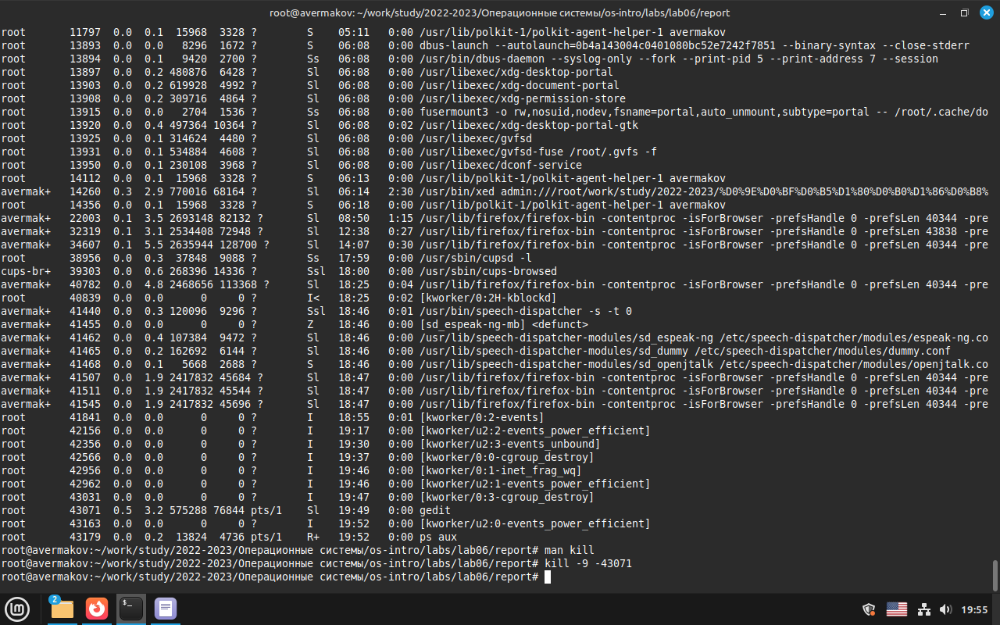 root@avermakov: ~/work/study/2022-2023/Операционные системы/os-intro/labs/lab06/report
root       11797  0.0  0.1  15968  3328 ?        S    05:11   0:00 /usr/lib/polkit-1/polkit-agent-helper-1 avermakov
root       13893  0.0  0.0   8296  1672 ?        S    06:08   0:00 dbus-launch --autolaunch=0b4a143004c0401080bc52e7242f7851 --binary-syntax --close-stderr
root       13894  0.0  0.1   9420  2700 ?        Ss   06:08   0:00 /usr/bin/dbus-daemon --syslog-only --fork --print-pid 5 --print-address 7 --session
root       13897  0.0  0.2 480876  6428 ?        Sl   06:08   0:00 /usr/libexec/xdg-desktop-portal
root       13903  0.0  0.2 619928  4992 ?        Sl   06:08   0:00 /usr/libexec/xdg-document-portal
root       13908  0.0  0.2 309716  4864 ?        Sl   06:08   0:00 /usr/libexec/xdg-permission-store
root       13915  0.0  0.0   2704  1536 ?        Ss   06:08   0:00 fusermount3 -o rw,nosuid,nodev,fsname=portal,auto_unmount,subtype=portal -- /root/.cache/do
root       13920  0.0  0.4 497364 10364 ?        Sl   06:08   0:02 /usr/libexec/xdg-desktop-portal-gtk
root       13925  0.0  0.1 314624  4480 ?        Sl   06:08   0:00 /usr/libexec/gvfsd
root       13931  0.0  0.1 534884  4608 ?        Sl   06:08   0:00 /usr/libexec/gvfsd-fuse /root/.gvfs -f
root       13950  0.0  0.1 230108  3968 ?        Sl   06:08   0:00 /usr/libexec/dconf-service
root       14112  0.0  0.1  15968  3328 ?        S    06:13   0:00 /usr/lib/polkit-1/polkit-agent-helper-1 avermakov
avermak+   14260  0.3  2.9 770016 68164 ?        Sl   06:14   2:30 /usr/bin/xed admin:///root/work/study/2022-2023/%D0%9E%D0%BF%D0%B5%D1%80%D0%B0%D1%86%D0%B8%
root       14356  0.0  0.1  15968  3328 ?        S    06:18   0:00 /usr/lib/polkit-1/polkit-agent-helper-1 avermakov
avermak+   22003  0.1  3.5 2693148 82132 ?       Sl   08:50   1:15 /usr/lib/firefox/firefox-bin -contentproc -isForBrowser -prefsHandle 0 -prefsLen 40344 -pre
avermak+   32319  0.1  3.1 2534408 72948 ?       Sl   12:38   0:27 /usr/lib/firefox/firefox-bin -contentproc -isForBrowser -prefsHandle 0 -prefsLen 43838 -pre
avermak+   34607  0.1  5.5 2635944 128700 ?      Sl   14:07   0:30 /usr/lib/firefox/firefox-bin -contentproc -isForBrowser -prefsHandle 0 -prefsLen 40344 -pre
root       38956  0.0  0.3  37848  9088 ?        Ss   17:59   0:00 /usr/sbin/cupsd -l
cups-br+   39303  0.0  0.6 268396 14336 ?        Ssl  18:00   0:00 /usr/sbin/cups-browsed
avermak+   40782  0.0  4.8 2468656 113368 ?      Sl   18:25   0:04 /usr/lib/firefox/firefox-bin -contentproc -isForBrowser -prefsHandle 0 -prefsLen 40344 -pre
root       40839  0.0  0.0      0     0 ?        I<   18:25   0:02 [kworker/0:2H-kblockd]
avermak+   41440  0.0  0.3 120096  9296 ?        Ssl  18:46   0:01 /usr/bin/speech-dispatcher -s -t 0
avermak+   41455  0.0  0.0      0     0 ?        Z    18:46   0:00 [sd_espeak-ng-mb] <defunct>
avermak+   41462  0.0  0.4 107384  9472 ?        Sl   18:46   0:00 /usr/lib/speech-dispatcher-modules/sd_espeak-ng /etc/speech-dispatcher/modules/espeak-ng.co
avermak+   41465  0.0  0.2 162692  6144 ?        Sl   18:46   0:00 /usr/lib/speech-dispatcher-modules/sd_dummy /etc/speech-dispatcher/modules/dummy.conf
avermak+   41468  0.0  0.1   5668  2688 ?        S    18:46   0:00 /usr/lib/speech-dispatcher-modules/sd_openjtalk /etc/speech-dispatcher/modules/openjtalk.co
avermak+   41507  0.0  1.9 2417832 45684 ?       Sl   18:47   0:00 /usr/lib/firefox/firefox-bin -contentproc -isForBrowser -prefsHandle 0 -prefsLen 40344 -pre
avermak+   41511  0.0  1.9 2417832 45544 ?       Sl   18:47   0:00 /usr/lib/firefox/firefox-bin -contentproc -isForBrowser -prefsHandle 0 -prefsLen 40344 -pre
avermak+   41545  0.0  1.9 2417832 45696 ?       Sl   18:47   0:00 /usr/lib/firefox/firefox-bin -contentproc -isForBrowser -prefsHandle 0 -prefsLen 40344 -pre
root       41841  0.0  0.0      0     0 ?        I    18:55   0:01 [kworker/0:2-events]
root       42156  0.0  0.0      0     0 ?        I    19:17   0:00 [kworker/u2:2-events_power_efficient]
root       42356  0.0  0.0      0     0 ?        I    19:30   0:00 [kworker/u2:3-events_unbound]
root       42566  0.0  0.0      0     0 ?        I    19:37   0:00 [kworker/0:0-cgroup_destroy]
root       42956  0.0  0.0      0     0 ?        I    19:46   0:00 [kworker/0:1-inet_frag_wq]
root       42962  0.0  0.0      0     0 ?        I    19:46   0:00 [kworker/u2:1-events_power_efficient]
root       43031  0.0  0.0      0     0 ?        I    19:47   0:00 [kworker/0:3-cgroup_destroy]
root       43071  0.5  3.2 575288 76844 pts/1    Sl   19:49   0:00 gedit
root       43163  0.0  0.0      0     0 ?        I    19:52   0:00 [kworker/u2:0-events_power_efficient]
root       43179  0.0  0.2  13824  4736 pts/1    R+   19:52   0:00 ps aux
root@avermakov:~/work/study/2022-2023/Операционные системы/os-intro/labs/lab06/report# man kill
root@avermakov:~/work/study/2022-2023/Операционные системы/os-intro/labs/lab06/report# kill -9 -43071
root@avermakov:~/work/study/2022-2023/Операционные системы/os-intro/labs/lab06/report#
2
$_
19:55